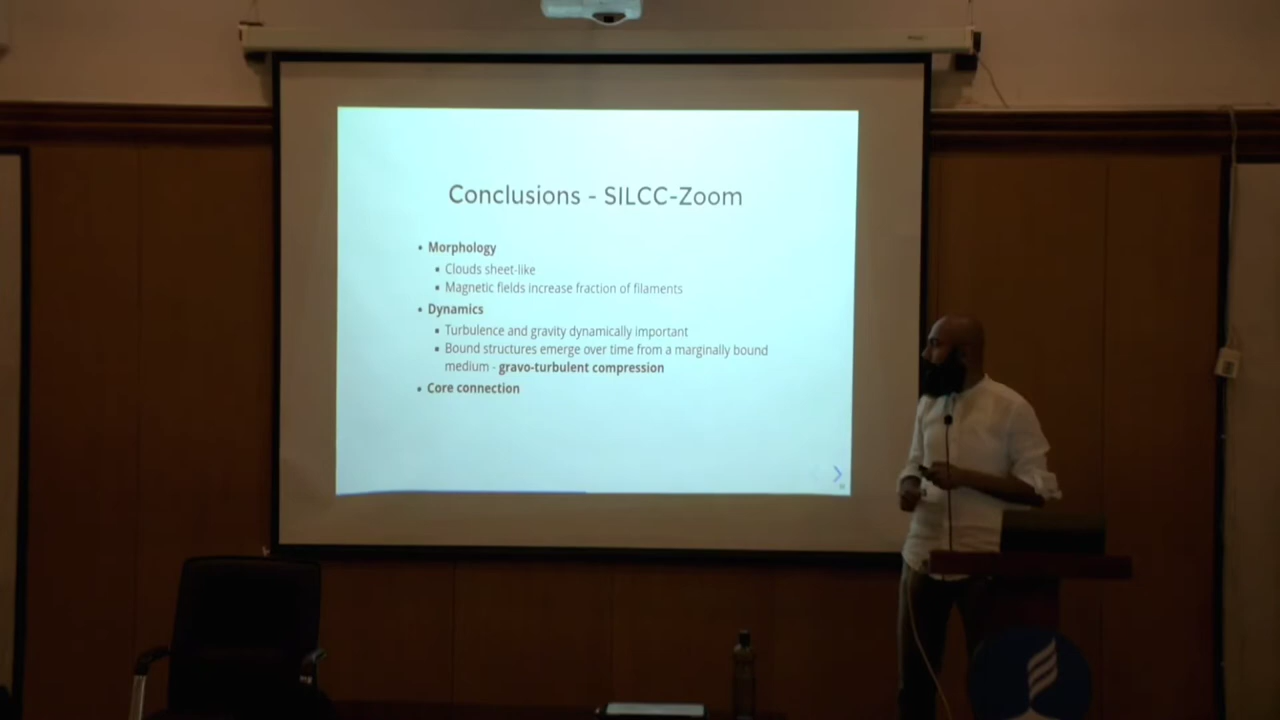 Conclusions - SILCC-Zoom
• Morphology
▪ Clouds sheet-like
▪ Magnetic fields increase fraction of filaments
• Dynamics
▪ Turbulence and gravity dynamically important
▪ Bound structures emerge over time from a marginally bound
medium - gravo-turbulent compression
• Core connection